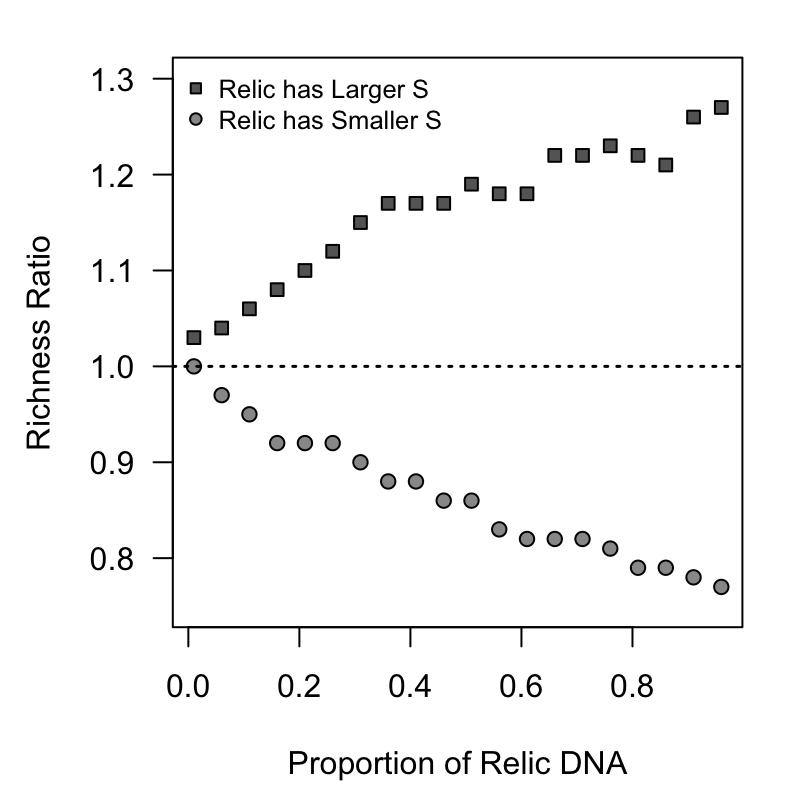 1.3
1.2
1.1
1.0
0.9
0.8
Richness Ratio
Relic has Larger S
Relic has Smaller S
0.0 0.2 0.4 0.6 0.8
Proportion of Relic DNA